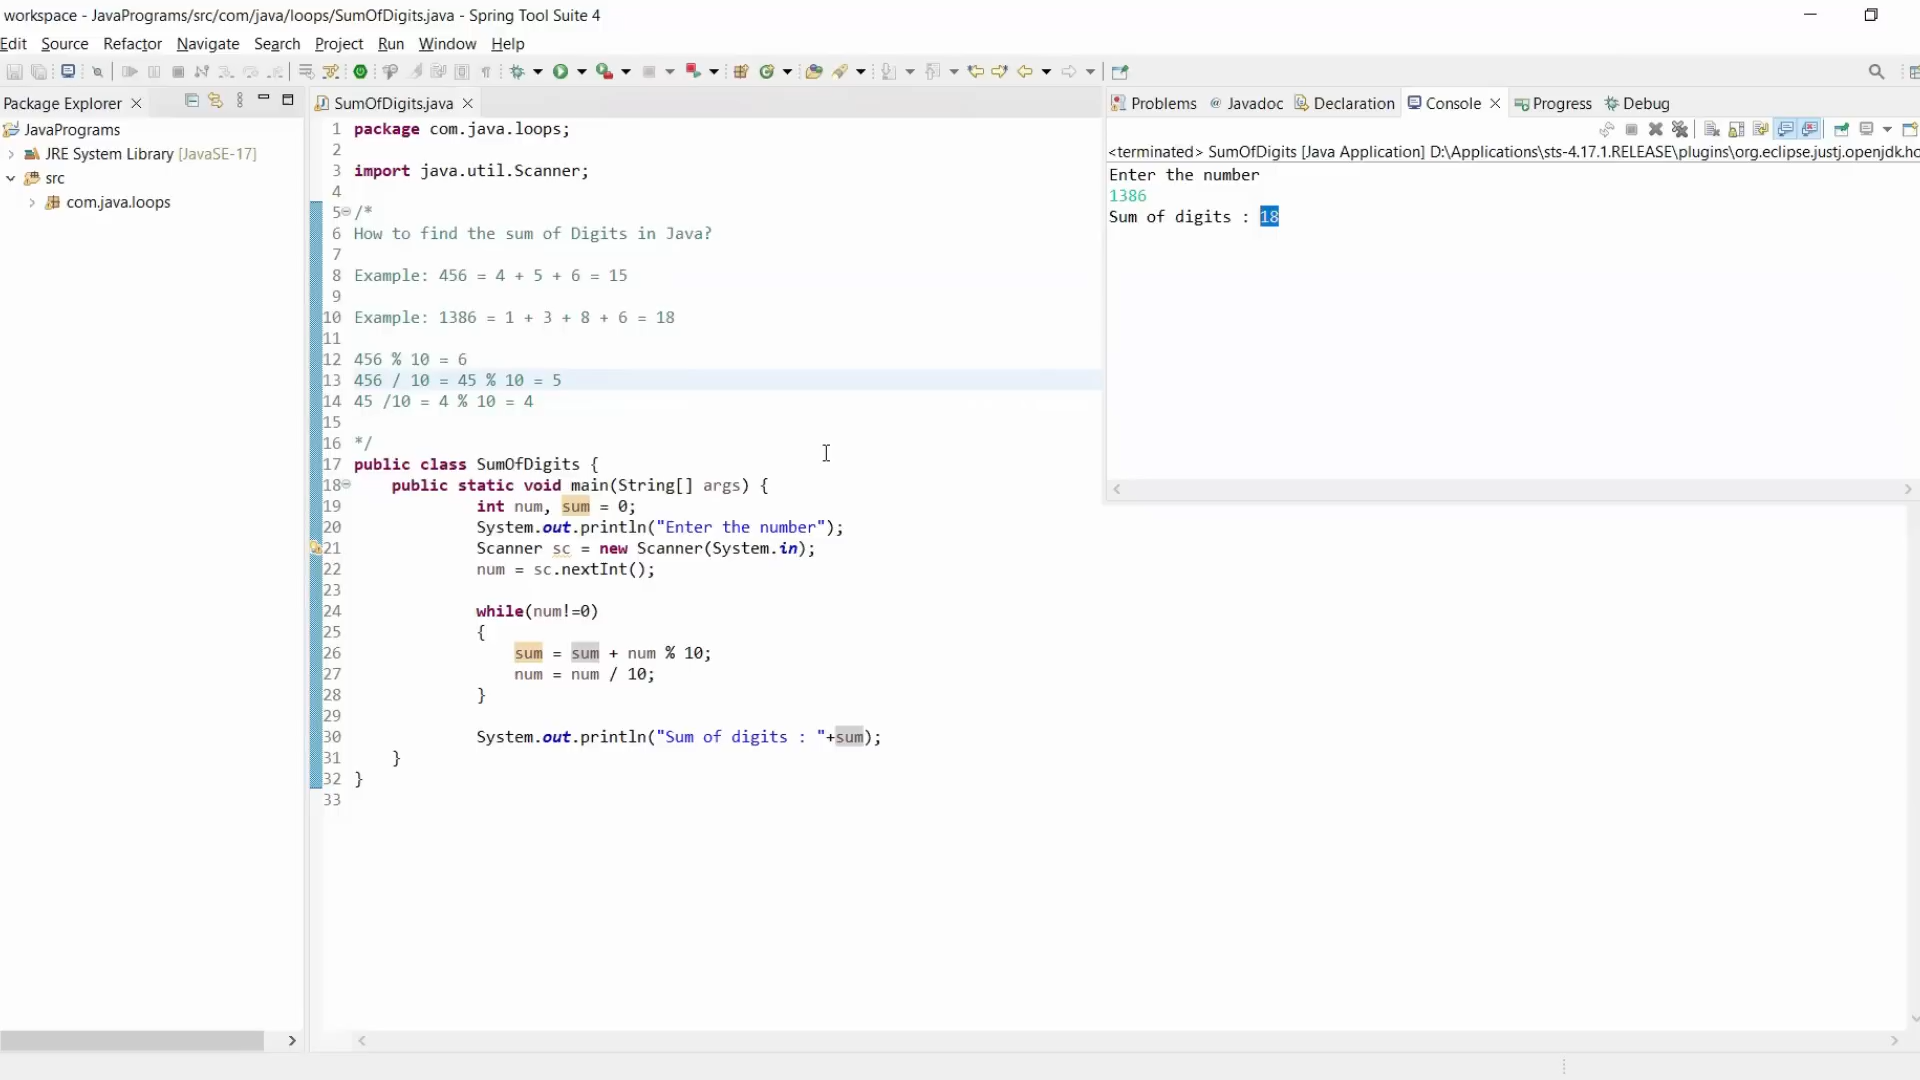 workspace - JavaPrograms/src/com/java/loops/SumOfDigits.java - Spring Tool Suite 4
Edit Source Refactor Navigate Search Project Run Window Help
Package Explorer
JavaPrograms
JRE System Library [JavaSE-17]
src
com.java.loops
SumOfDigits.java
1 package com.java.loops;
2
3 import java.util.Scanner;
4
5 /*
6 How to find the sum of Digits in Java?
7
8 Example: 456 = 4 + 5 + 6 = 15
9
10 Example: 1386 = 1 + 3 + 8 + 6 = 18
11
12 456 % 10 = 6
13 456 / 10 = 45 % 10 = 5
14 45 /10 = 4 % 10 = 4
15
16 */
17 public class SumOfDigits {
18 public static void main(String[] args) {
19 int num, sum = 0;
20 System.out.println("Enter the number");
21 Scanner sc = new Scanner(System.in);
22 num = sc.nextInt();
23
24 while(num!=0)
25 {
26 sum = sum + num % 10;
27 num = num / 10;
28 }
29
30 System.out.println("Sum of digits : "+sum);
31 }
32 }
33
Problems @ Javadoc Declaration Console Progress Debug
<terminated> SumOfDigits [Java Application] D:\Applications\sts-4.17.1.RELEASE\plugins\org.eclipse.justj.openjdk.ho
Enter the number
1386
Sum of digits : 18